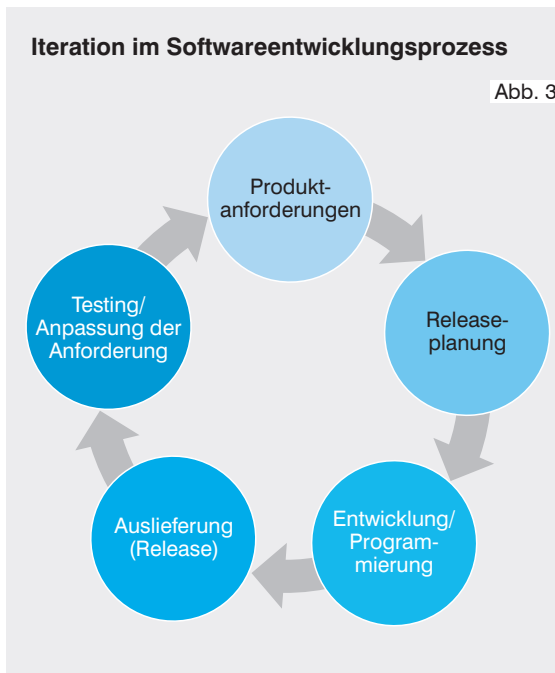 Iteration im Softwareentwicklungsprozess
Abb. 3
Produkt-
anforderungen
Release-
planung
Entwicklung/
Program-
mierung
Auslieferung
(Release)
Testing/
Anpassung der
Anforderung